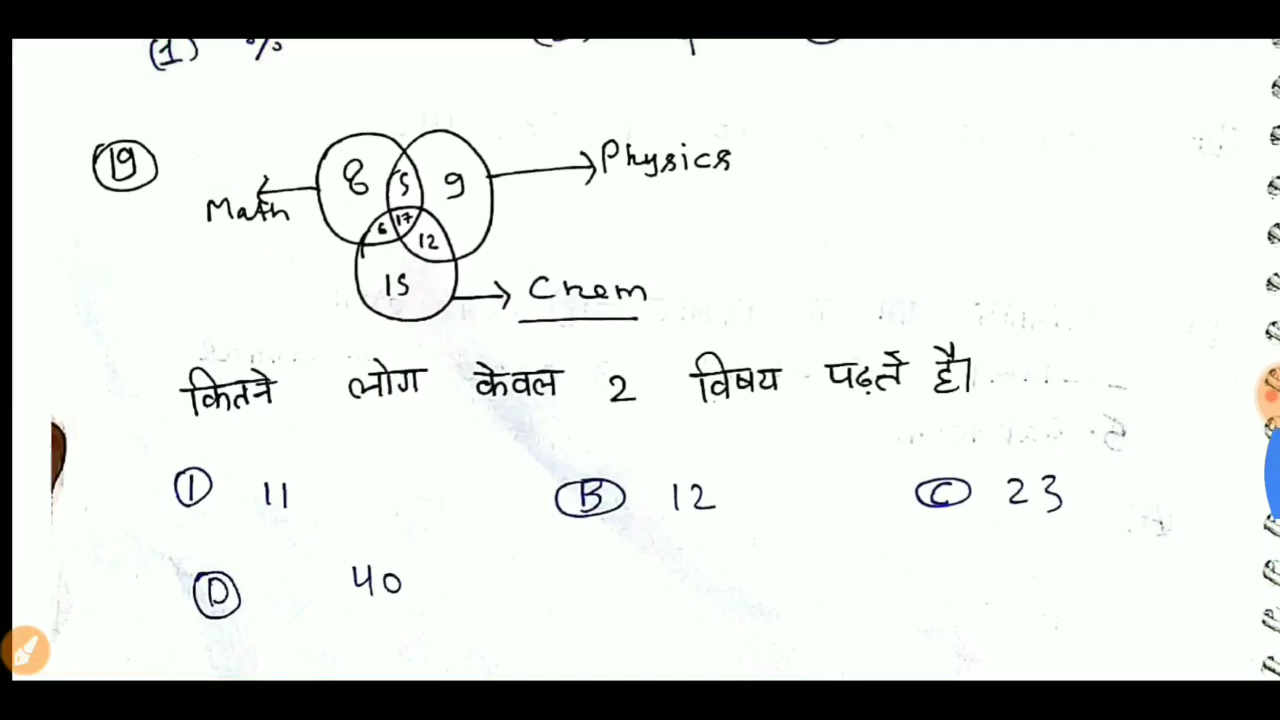 (1) %
19
8 5 9
Physics
Math
6 17 12
15
Chem
कितने लोग केवल 2 विषय पढ़ते है।
1 11 B 12 C 23
D 40